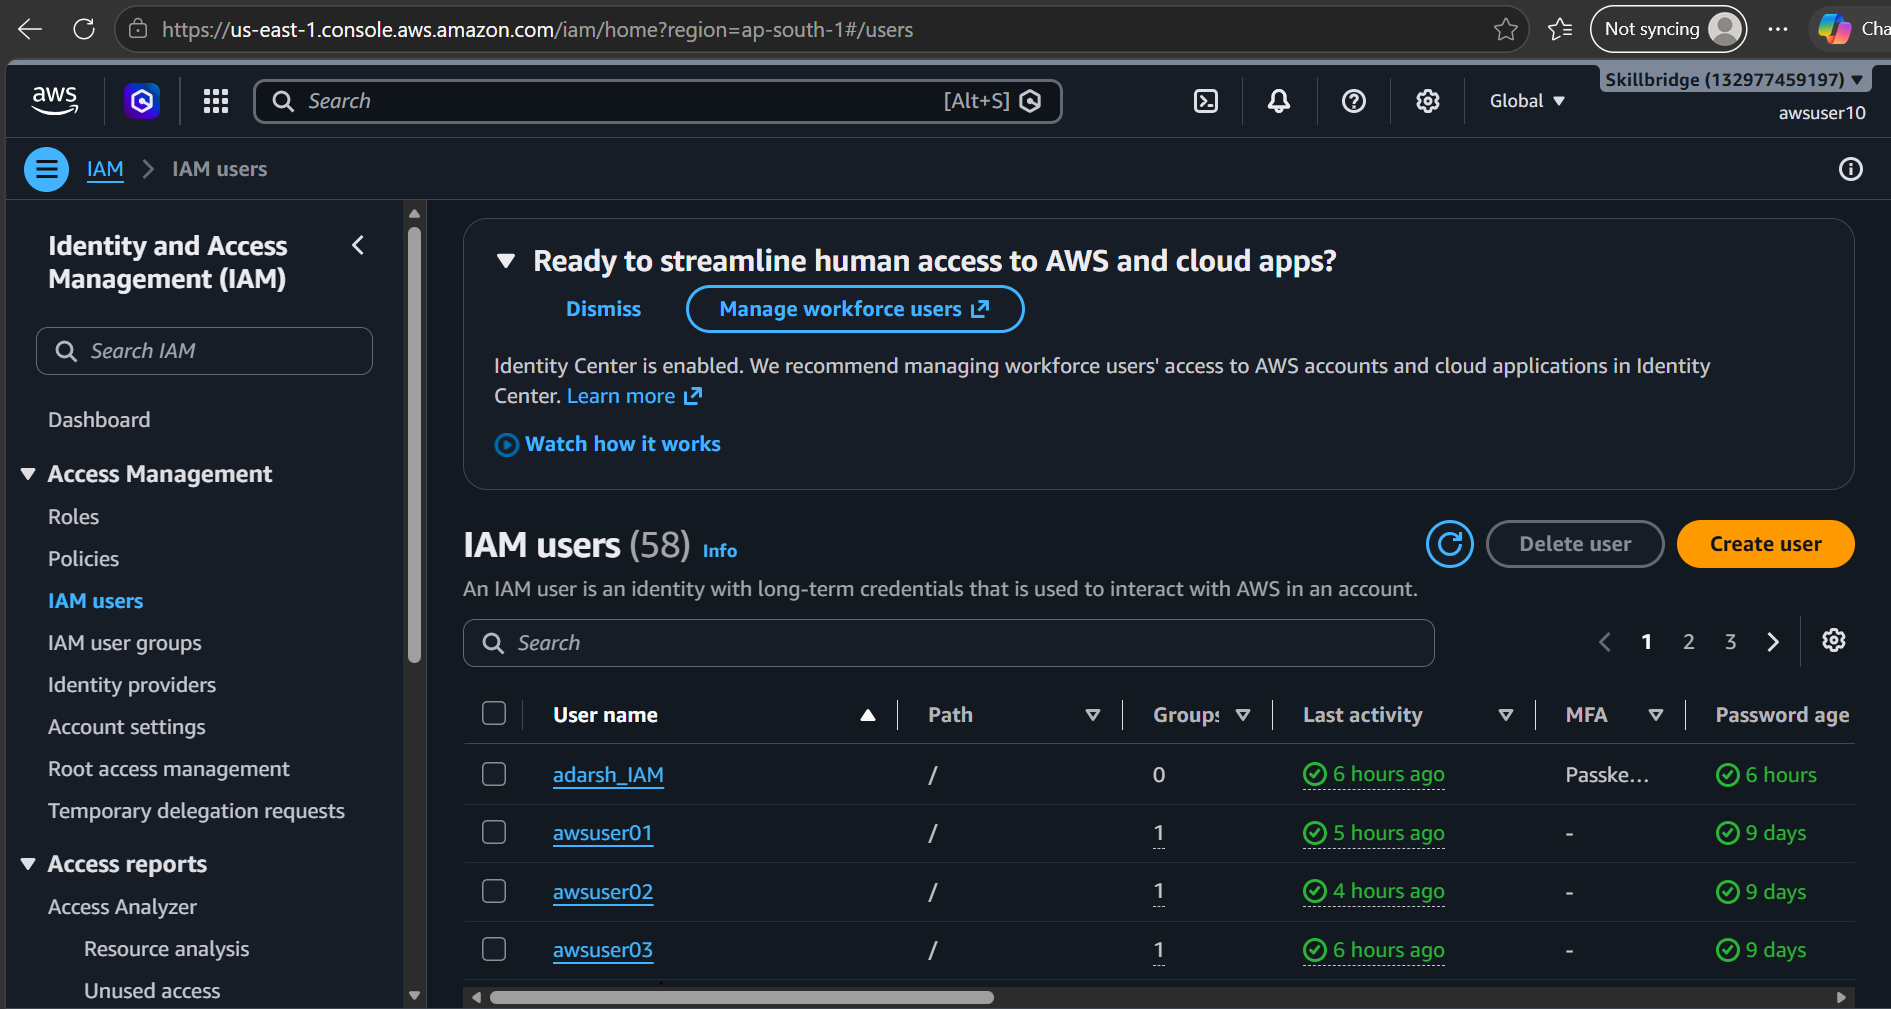 https://us-east-1.console.aws.amazon.com/iam/home?region=ap-south-1#/users
Not syncing
aws
Search
[Alt+S]
Global
Skillbridge (132977459197)
awsuser10
IAM
IAM users
Identity and Access
Management (IAM)
Search IAM
Dashboard
Access Management
Roles
Policies
IAM users
IAM user groups
Identity providers
Account settings
Root access management
Temporary delegation requests
Access reports
Access Analyzer
Resource analysis
Unused access
Ready to streamline human access to AWS and cloud apps?
Dismiss
Manage workforce users
Identity Center is enabled. We recommend managing workforce users' access to AWS accounts and cloud applications in Identity
Center. Learn more
Watch how it works
IAM users (58) Info
Delete user
Create user
An IAM user is an identity with long-term credentials that is used to interact with AWS in an account.
Search
1 2 3
User name Path Groups Last activity MFA Password age
adarsh_IAM / 0 6 hours ago Passke... 6 hours
awsuser01 / 1 5 hours ago - 9 days
awsuser02 / 1 4 hours ago - 9 days
awsuser03 / 1 6 hours ago - 9 days